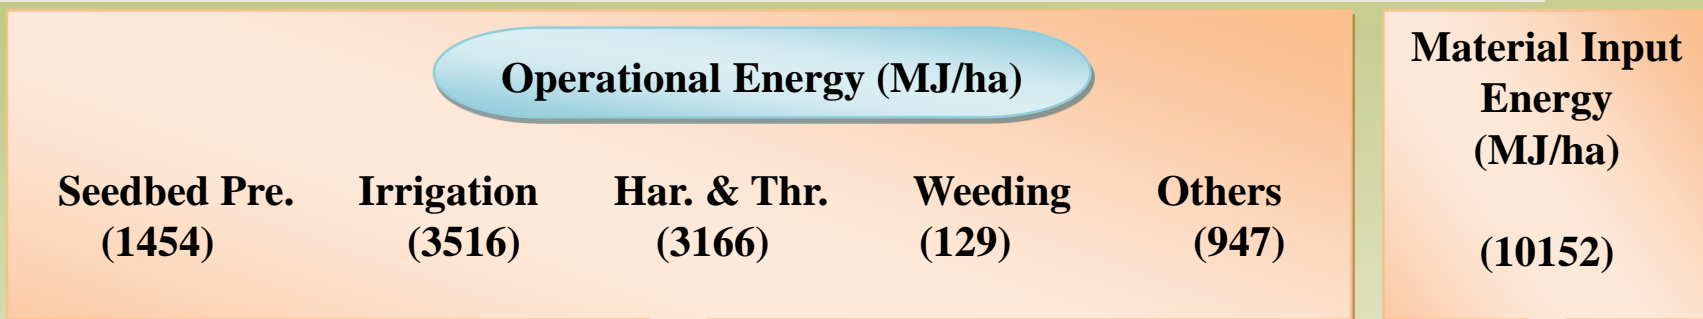 Operational Energy (MJ/ha)
Seedbed Pre. Irrigation Har. & Thr. Weeding Others
(1454) (3516) (3166) (129) (947)
Material Input
Energy
(MJ/ha)
(10152)